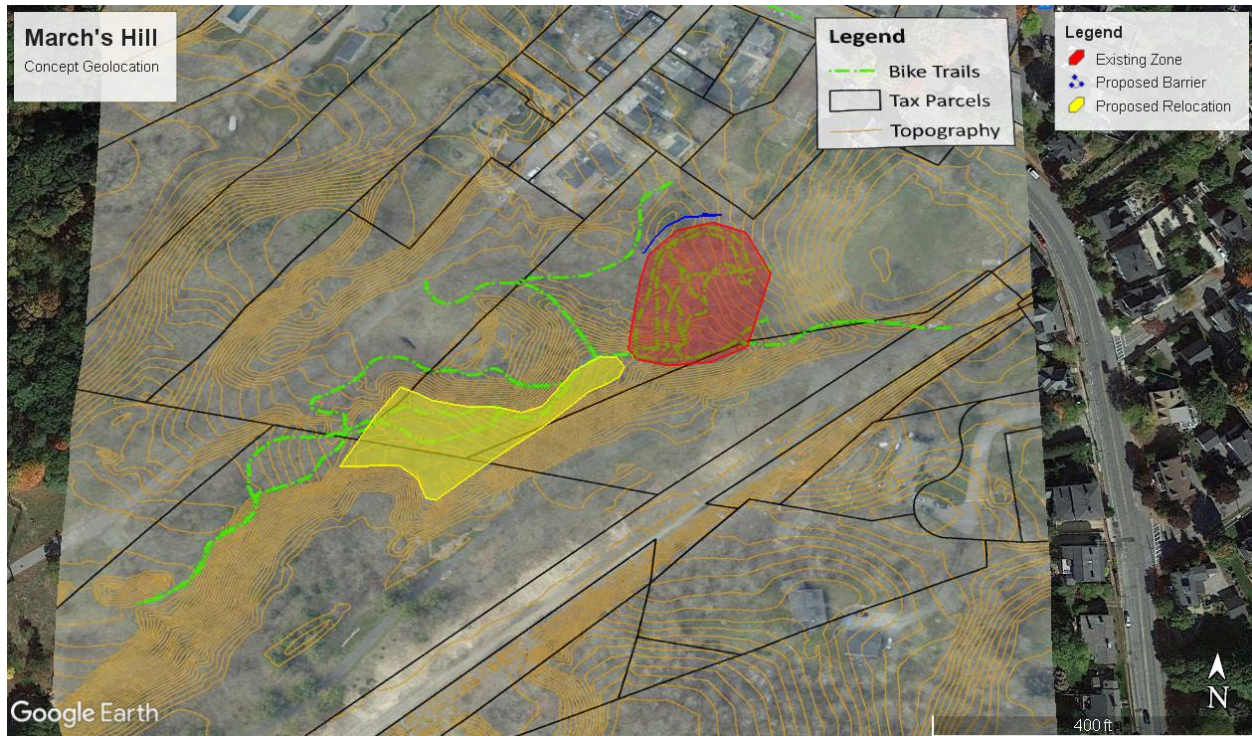 March's Hill
Concept Geolocation
Legend
Bike Trails
Tax Parcels
Topography
Legend
Existing Zone
Proposed Barrier
Proposed Relocation
N
Google Earth
400 ft